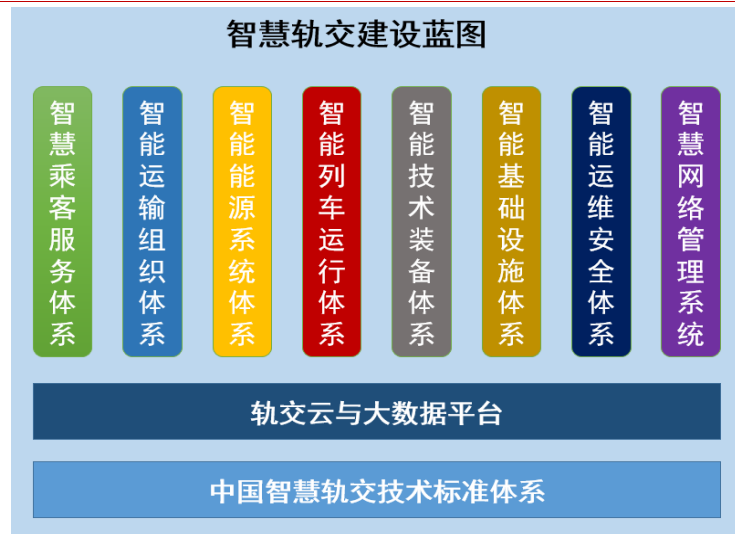 智慧轨交建设蓝图
智慧乘客服务体系
智能运输组织体系
智能能源系统体系
智能列车运行体系
智能技术装备体系
智能基础设施体系
智能运维安全体系
智慧网络管理系统
轨交云与大数据平台
中国智慧轨交技术标准体系